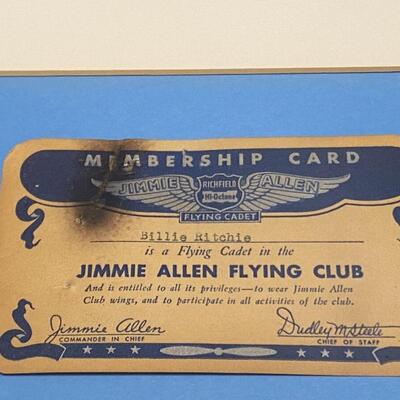 MEMBERSHIP CARD
JIMMIE RICHFIELD ALLEN
Hi-Octane
FLYING CADET
Billie Ritchie
is a Flying Cadet in the
JIMMIE ALLEN FLYING CLUB
And is entitled to all its privileges—to wear Jimmie Allen
Club wings, and to participate in all activities of the club.
Jimmie Allen Dudley M Steele
COMMANDER IN CHIEF CHIEF OF STAFF